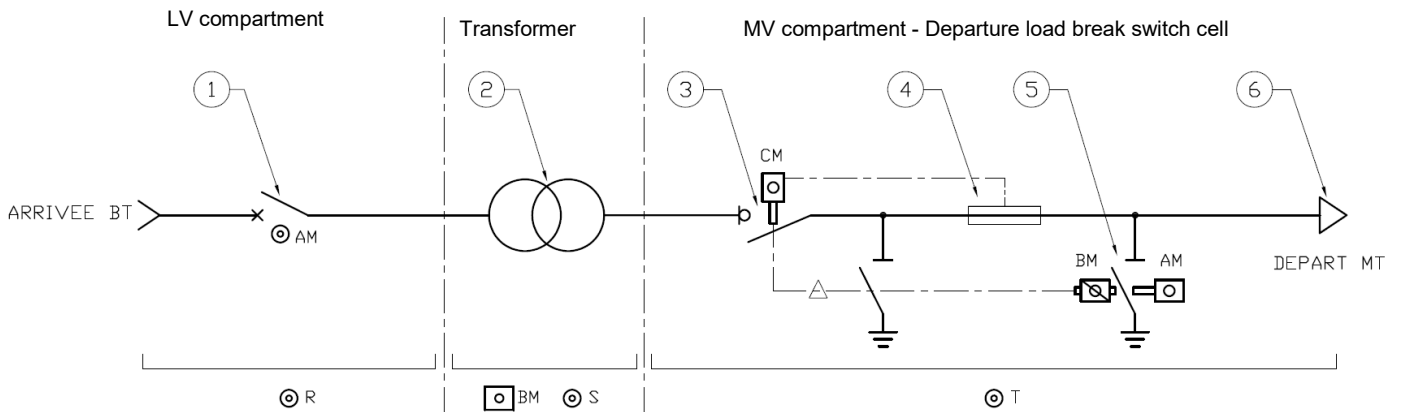 LV compartment
Transformer
MV compartment - Departure load break switch cell
1
2
3
4
5
6
CM
ARRIVEE BT
AM
BM
AM
DEPART MT
R
BM
S
T